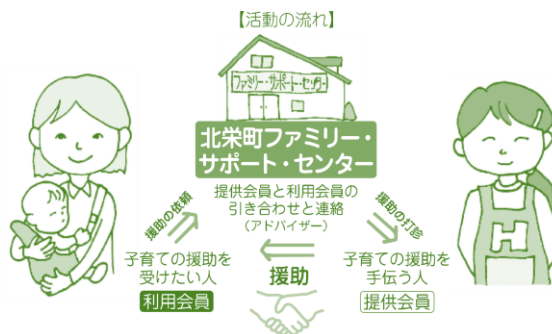 【活動の流れ】
ファミリー・サポート・センター
北栄町ファミリー・
サポート・センター
提供会員と利用会員の
引き合わせと連絡
(アドバイザー)
援助の依頼
援助の打診
子育ての援助を
受けたい人
利用会員
援助
子育ての援助を
手伝う人
提供会員
H